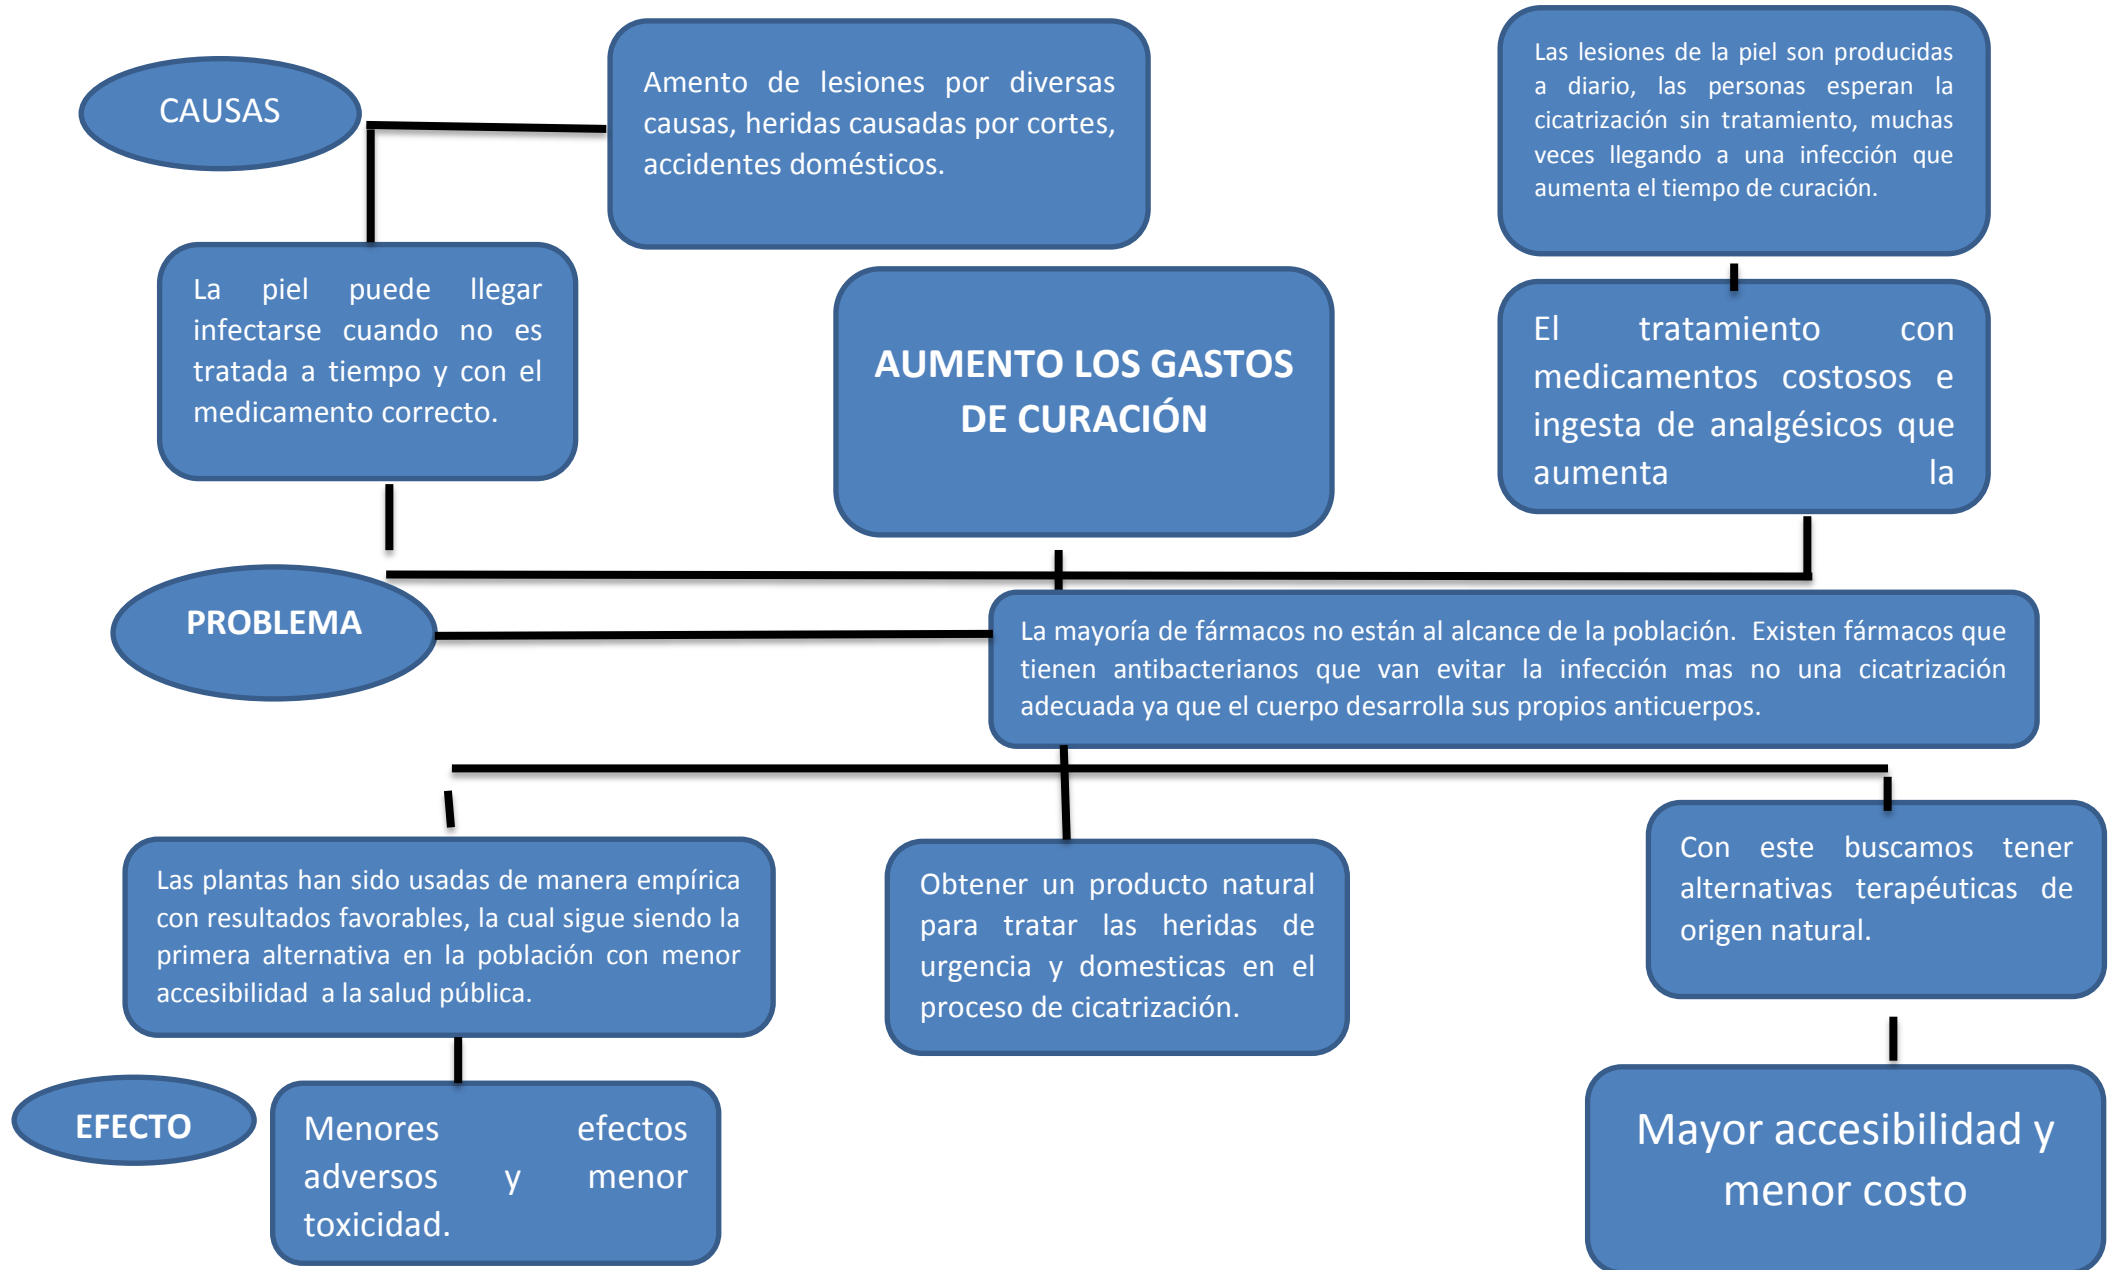 CAUSAS
Amento de lesiones por diversas
causas, heridas causadas por cortes,
accidentes domésticos.
Las lesiones de la piel son producidas
a diario, las personas esperan la
cicatrización sin tratamiento, muchas
veces llegando a una infección que
aumenta el tiempo de curación.
La piel puede llegar
infectarse cuando no es
tratada a tiempo y con el
medicamento correcto.
AUMENTO LOS GASTOS
DE CURACIÓN
El tratamiento con
medicamentos costosos e
ingesta de analgésicos que
aumenta la
PROBLEMA
La mayoría de fármacos no están al alcance de la población. Existen fármacos que
tienen antibacterianos que van evitar la infección mas no una cicatrización
adecuada ya que el cuerpo desarrolla sus propios anticuerpos.
Las plantas han sido usadas de manera empírica
con resultados favorables, la cual sigue siendo la
primera alternativa en la población con menor
accesibilidad a la salud pública.
Obtener un producto natural
para tratar las heridas de
urgencia y domesticas en el
proceso de cicatrización.
Con este buscamos tener
alternativas terapéuticas de
origen natural.
EFECTO
Menores efectos
adversos y menor
toxicidad.
Mayor accesibilidad y
menor costo